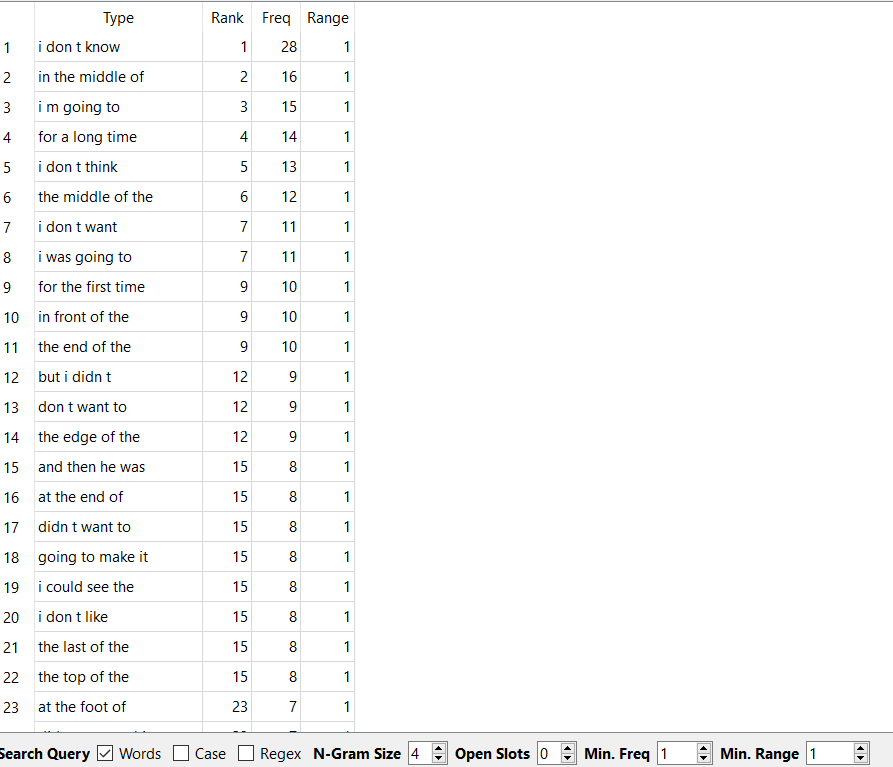 Type Rank Freq Range
1 i don t know 1 28 1
2 in the middle of 2 16 1
3 i m going to 3 15 1
4 for a long time 4 14 1
5 i don t think 5 13 1
6 the middle of the 6 12 1
7 i don t want 7 11 1
8 i was going to 7 11 1
9 for the first time 9 10 1
10 in front of the 9 10 1
11 the end of the 9 10 1
12 but i didn t 12 9 1
13 don t want to 12 9 1
14 the edge of the 12 9 1
15 and then he was 15 8 1
16 at the end of 15 8 1
17 didn t want to 15 8 1
18 going to make it 15 8 1
19 i could see the 15 8 1
20 i don t like 15 8 1
21 the last of the 15 8 1
22 the top of the 15 8 1
23 at the foot of 23 7 1
Search Query Words Case Regex N-Gram Size 4 Open Slots 0 Min. Freq 1 Min. Range 1